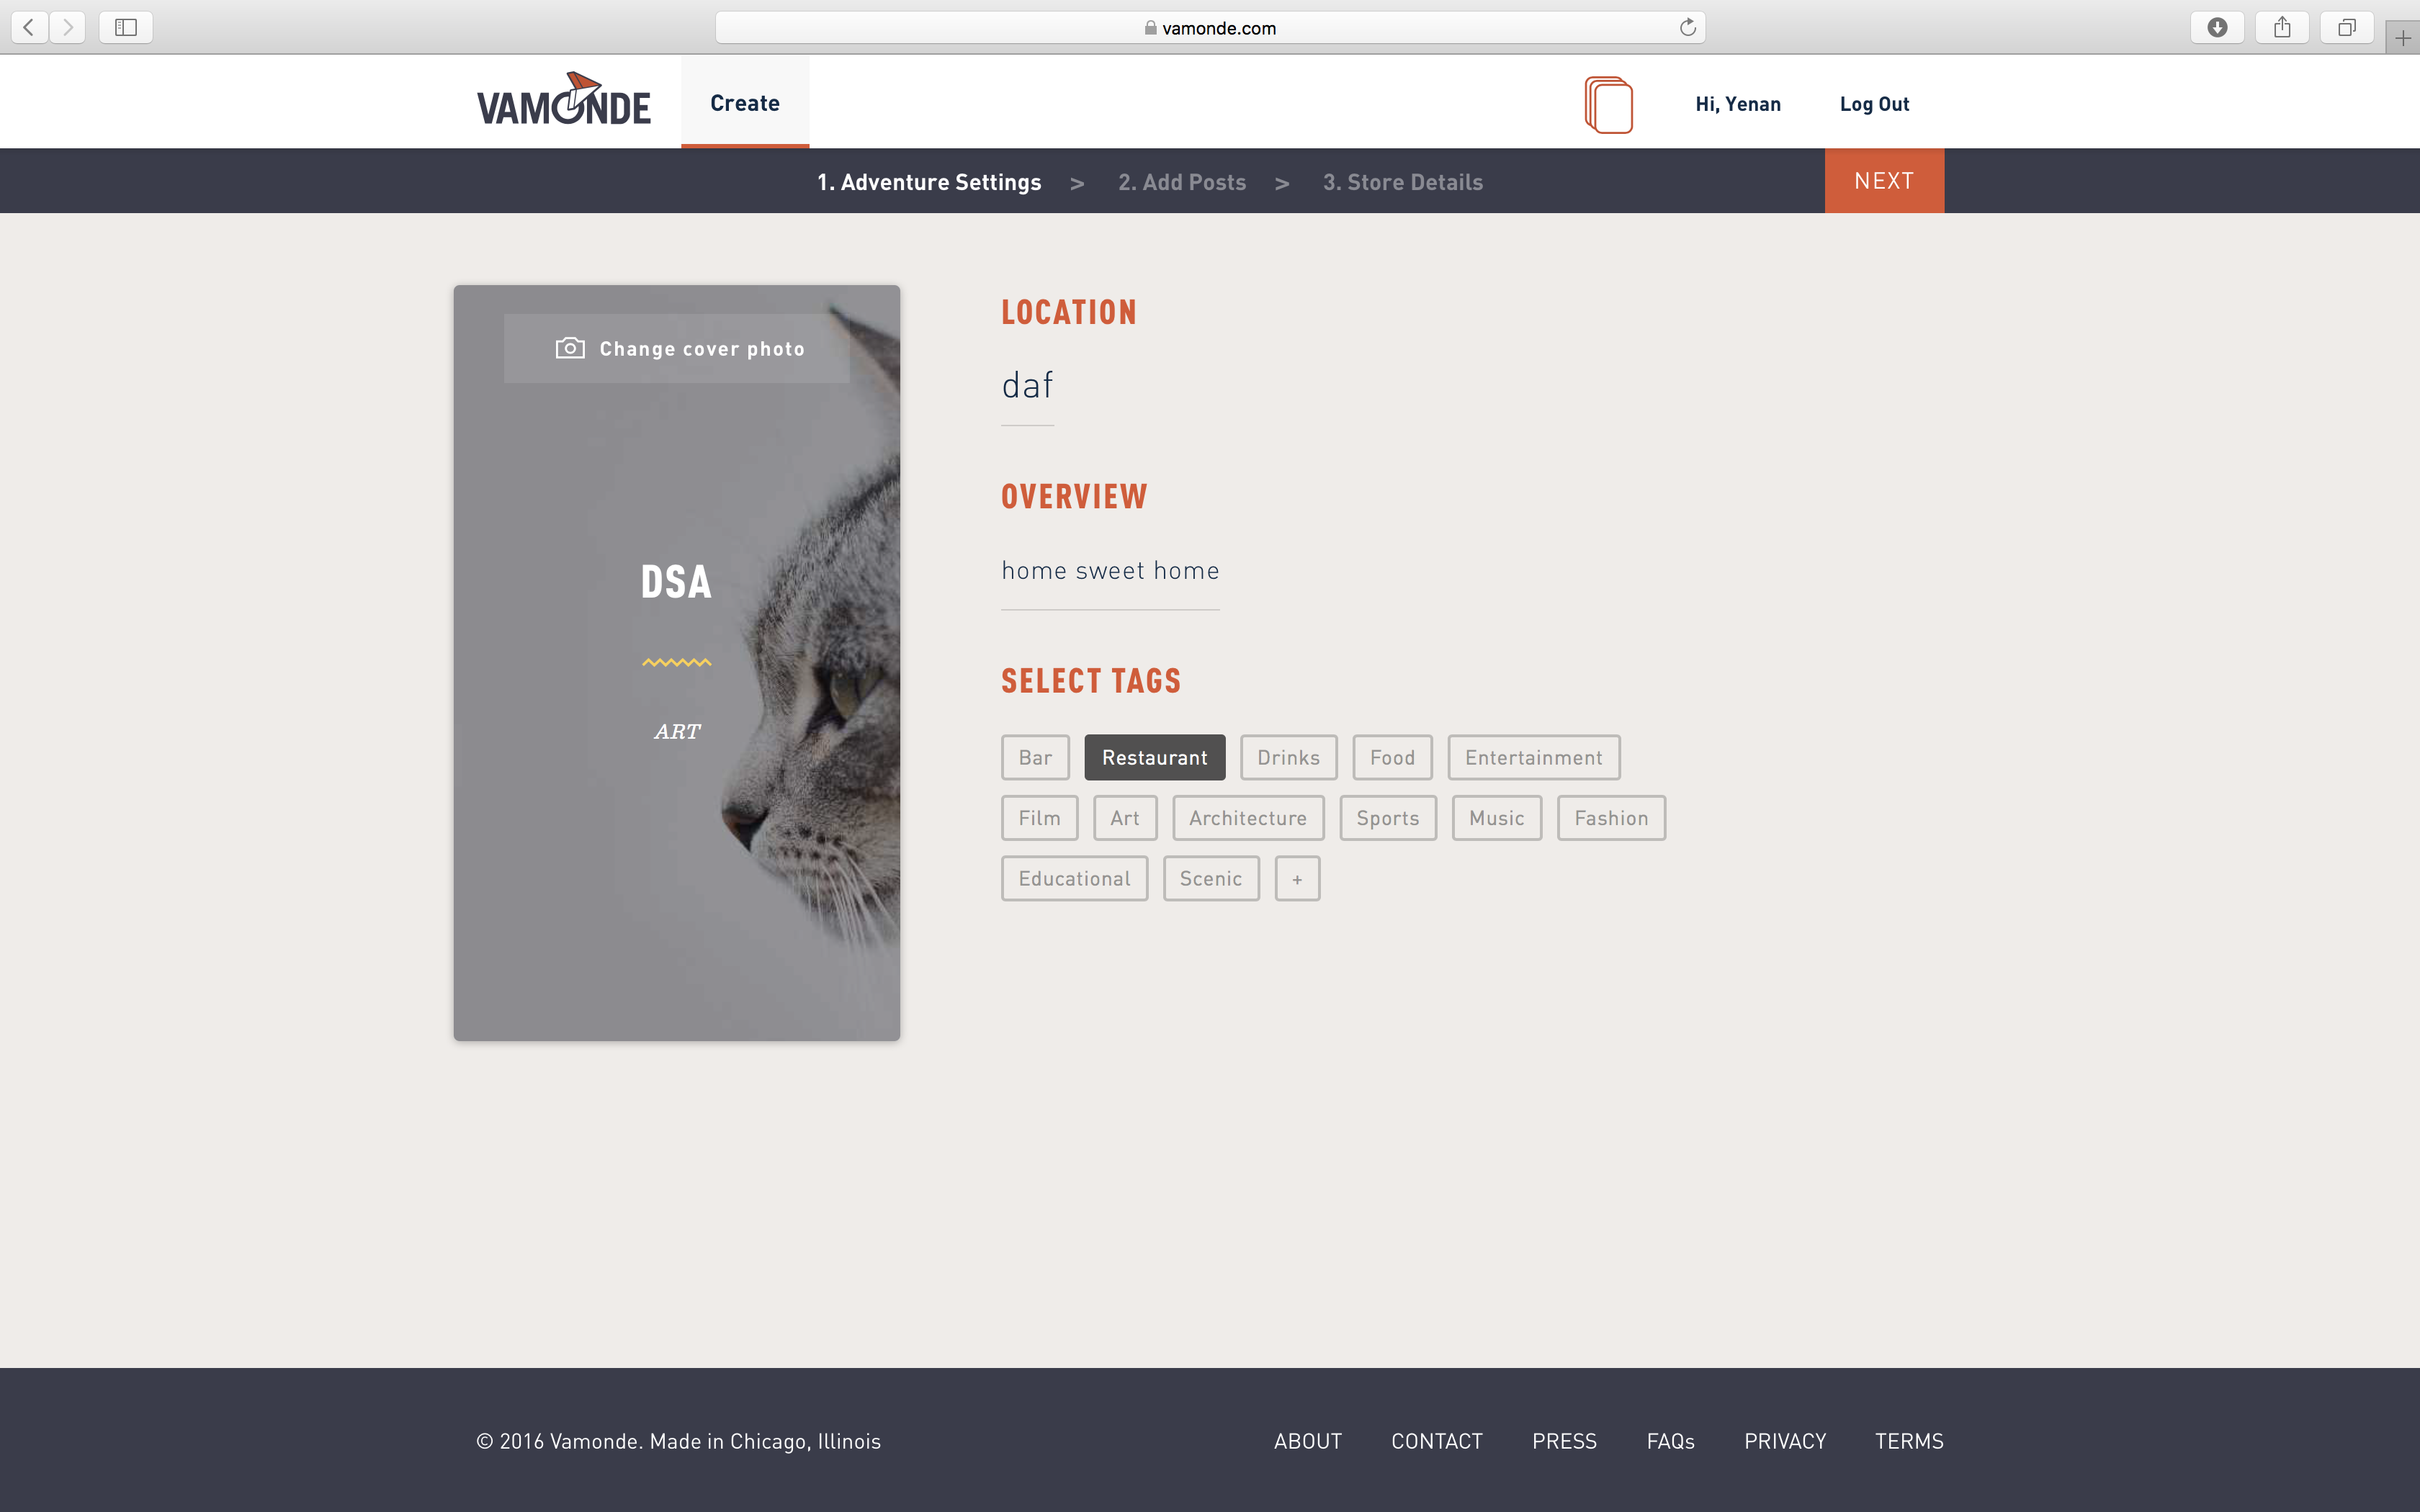 vamonde.com
VAMONDE
Create
Hi, Yenan
Log Out
1. Adventure Settings > 2. Add Posts > 3. Store Details
NEXT
Change cover photo
DSA
ART
LOCATION
daf
OVERVIEW
home sweet home
SELECT TAGS
Bar Restaurant Drinks Food Entertainment
Film Art Architecture Sports Music Fashion
Educational Scenic +
© 2016 Vamonde. Made in Chicago, Illinois
ABOUT CONTACT PRESS FAQs PRIVACY TERMS